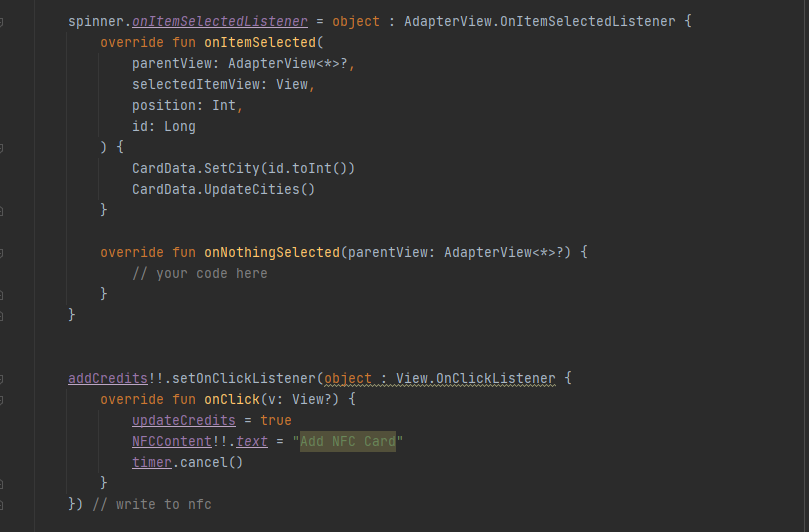 spinner.onItemSelectedListener = object : AdapterView.OnItemSelectedListener {
override fun onItemSelected(
parentView: AdapterView<*>?,
selectedItemView: View,
position: Int,
id: Long
) {
CardData.SetCity(id.toInt())
CardData.UpdateCities()
}
override fun onNothingSelected(parentView: AdapterView<*>?) {
// your code here
}
}
addCredits!!.setOnClickListener(object : View.OnClickListener {
override fun onClick(v: View?) {
updateCredits = true
NFCContent!!.text = "Add NFC Card"
timer.cancel()
}
}) // write to nfc